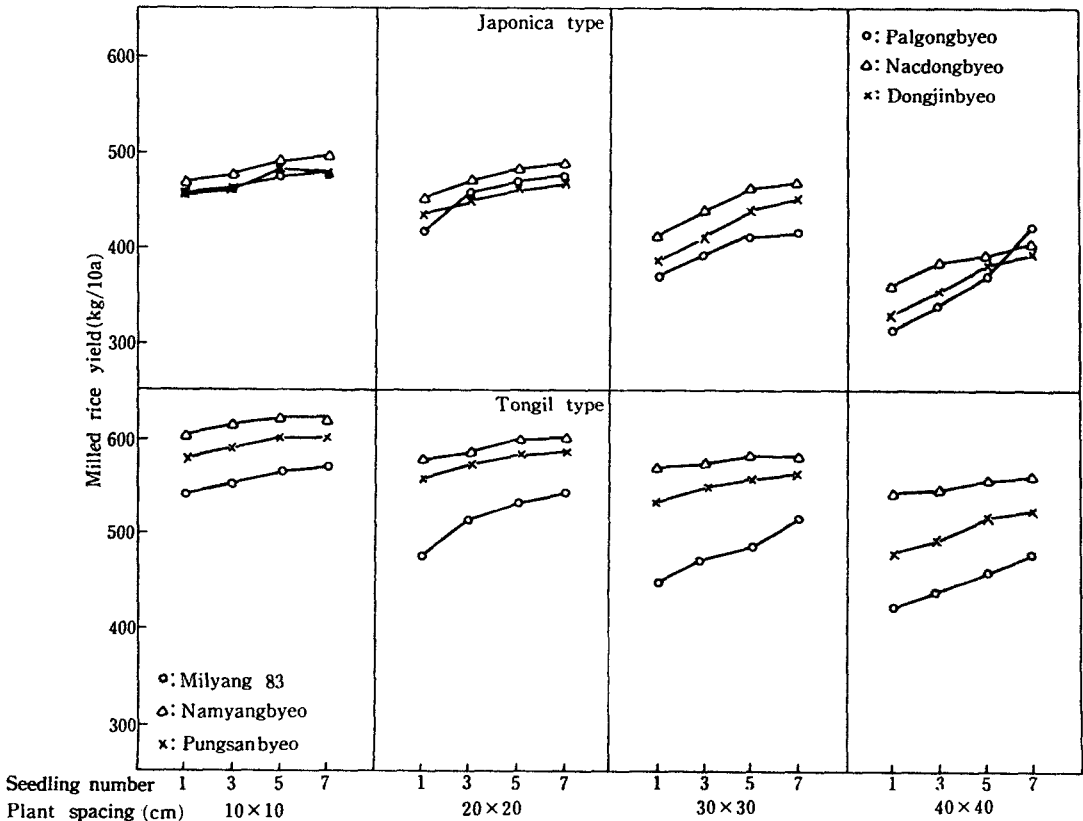 Japonica type
o: Palgongbyeo
△: Nacdongbyeo
×: Dongjinbyeo
600
500
400
300
Milled rice yield(kg/10a)
Tongil type
600
500
400
300
o: Milyang 83
△: Namyangbyeo
×: Pungsanbyeo
Seedling number 1 3 5 7 1 3 5 7 1 3 5 7 1 3 5 7
Plant spacing (cm) 10×10 20×20 30×30 40×40